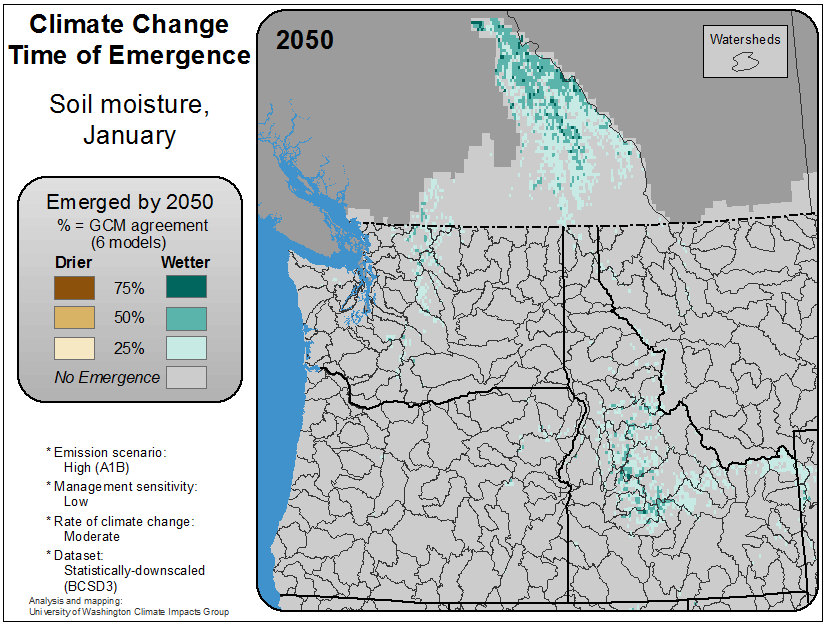 Climate Change
Time of Emergence
Soil moisture,
January
Emerged by 2050
% = GCM agreement
(6 models)
Drier Wetter
75%
50%
25%
No Emergence
* Emission scenario:
High (A1B)
* Management sensitivity:
Low
* Rate of climate change:
Moderate
* Dataset:
Statistically-downscaled
(BCSD3)
Analysis and mapping:
University of Washington Climate Impacts Group
2050
Watersheds